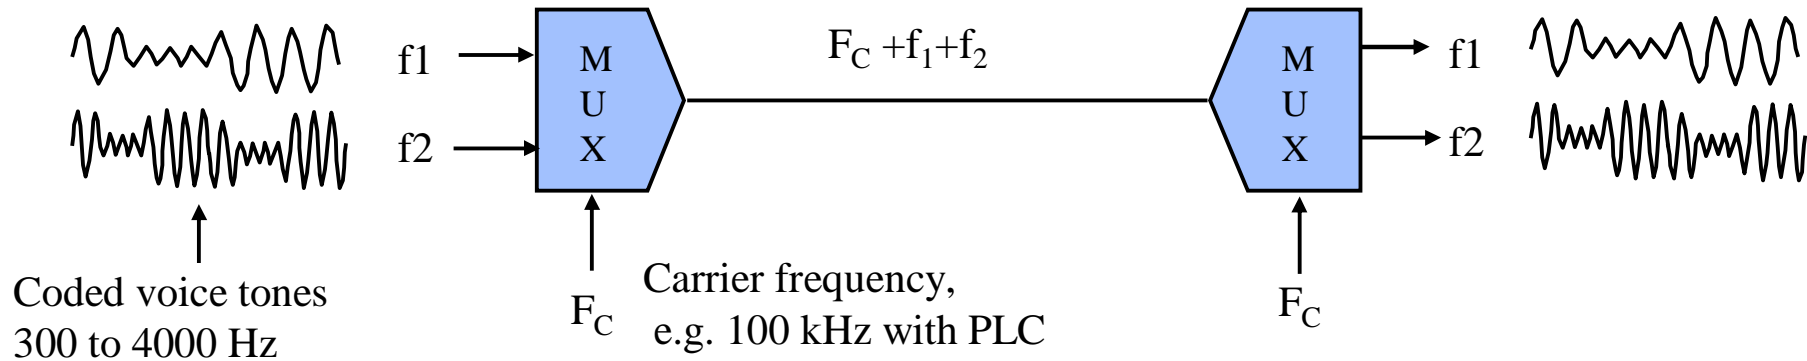 f1
f2
M
U
X
F_C +f_1+f_2
M
U
X
f1
f2
Coded voice tones
300 to 4000 Hz
F_C
Carrier frequency,
e.g. 100 kHz with PLC
F_C